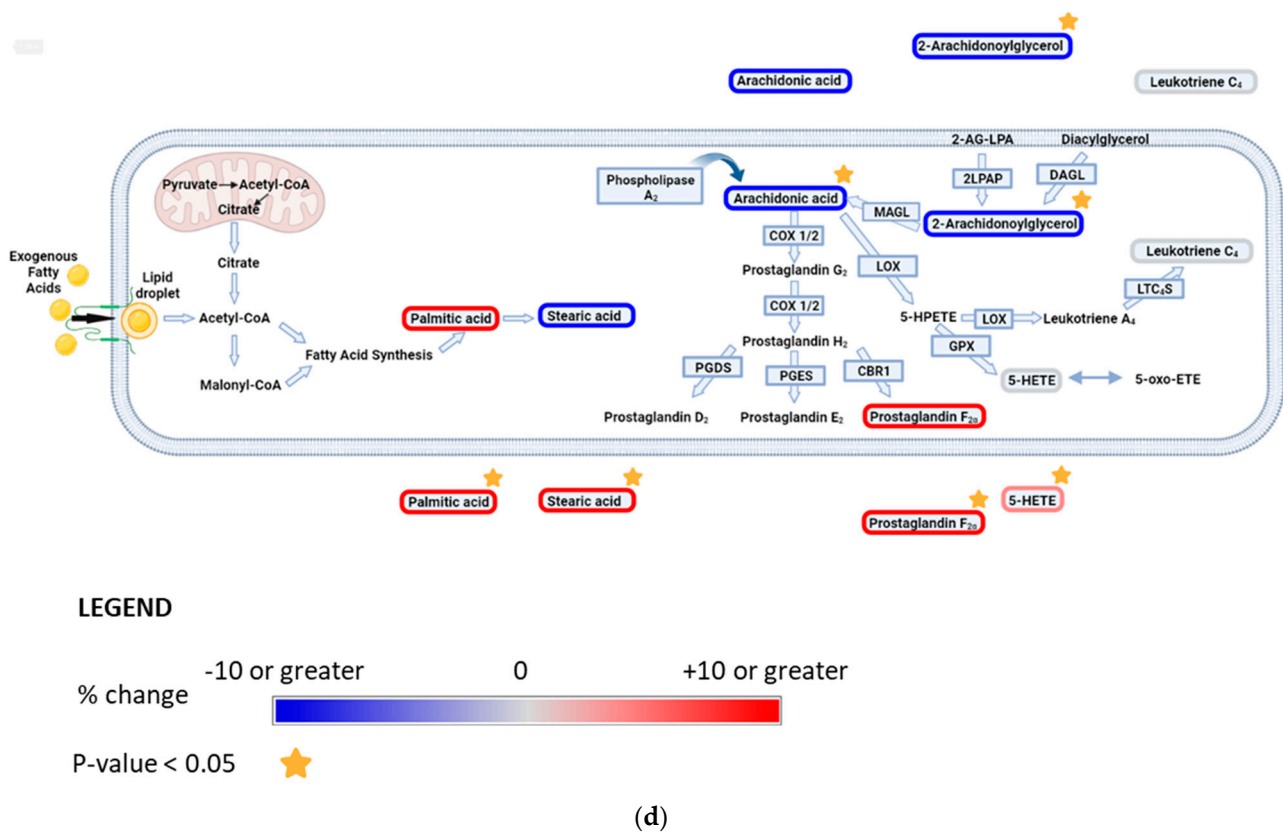 2-Arachidonoylglycerol
Arachidonic acid
Leukotriene C₄
2-AG-LPA
Diacylglycerol
Pyruvate
Acetyl-CoA
Citrate
Phospholipase
A₂
2LPAP
DAGL
Arachidonic acid
MAGL
2-Arachidonoylglycerol
COX 1/2
Leukotriene C₄
Exogenous
Fatty
Acids
Lipid
droplet
Citrate
Prostaglandin G₂
LOX
LTC₄S
Acetyl-CoA
Palmitic acid
Stearic acid
COX 1/2
5-HPETE
LOX
Leukotriene A₄
Fatty Acid Synthesis
Prostaglandin H₂
GPX
Malonyl-CoA
PGDS
PGES
CBR1
5-HETE
5-oxo-ETE
Prostaglandin D₂
Prostaglandin E₂
Prostaglandin F₂α
Palmitic acid
Stearic acid
5-HETE
Prostaglandin F₂α
LEGEND
-10 or greater
0
+10 or greater
% change
P-value < 0.05
(d)